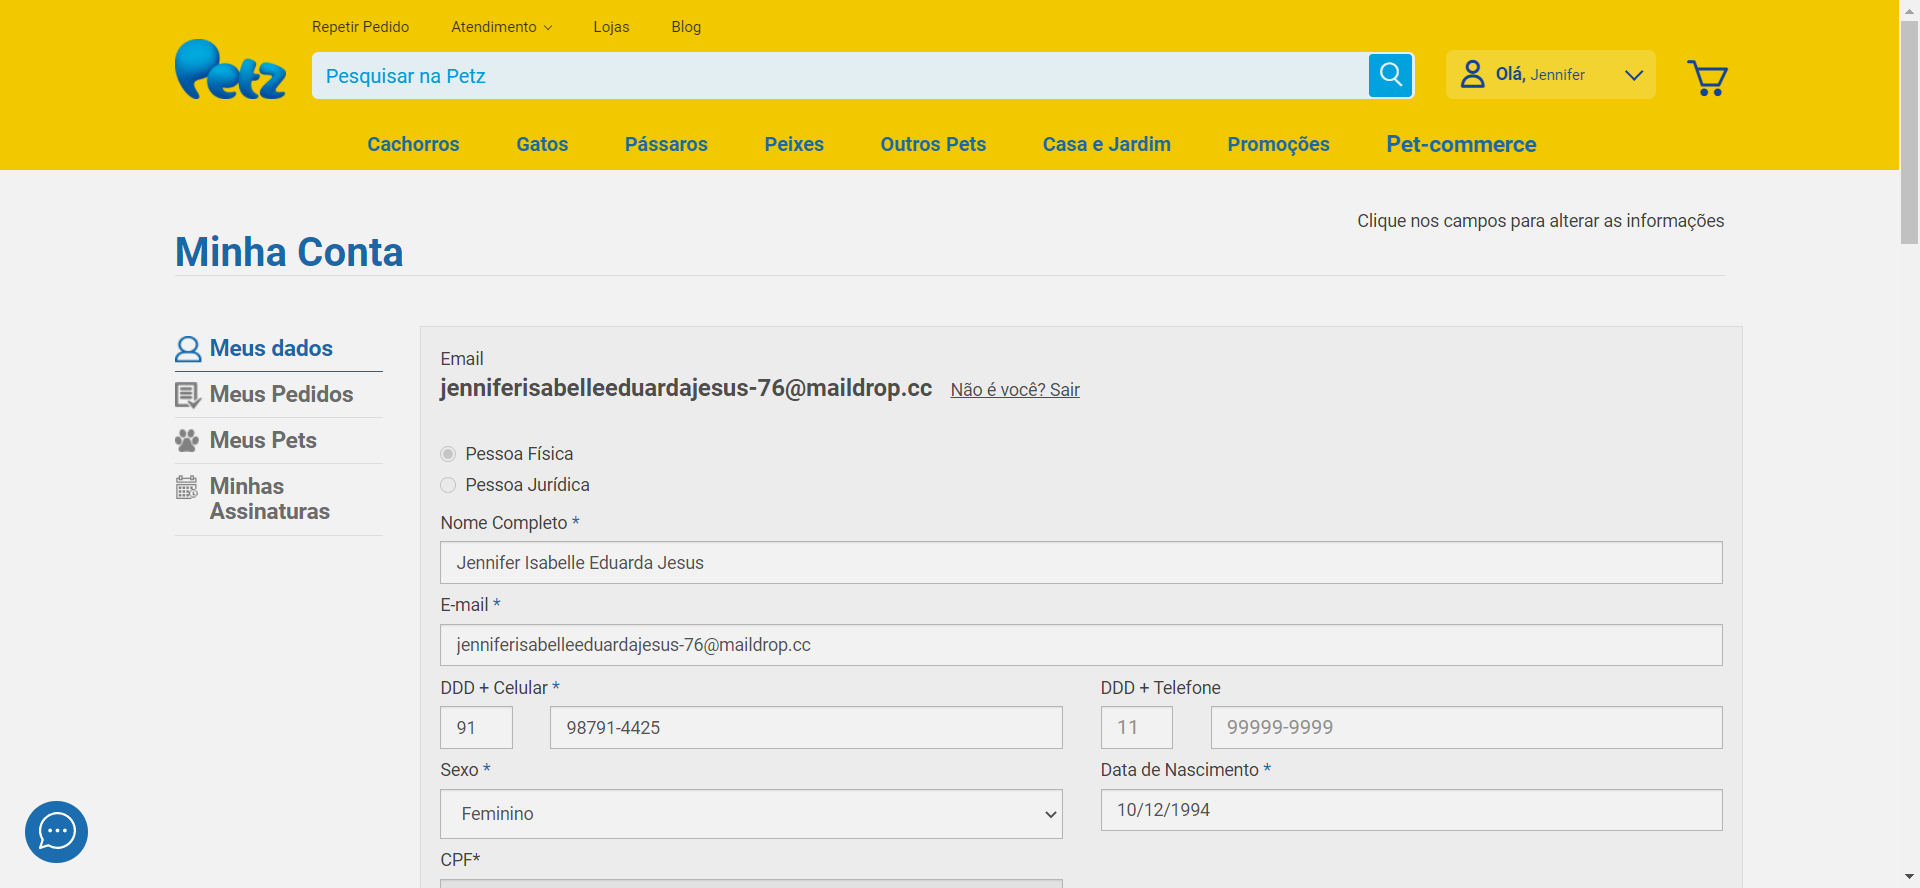 Repetir Pedido Atendimento Lojas Blog
Petz
Pesquisar na Petz
Olá, Jennifer
Cachorros Gatos Pássaros Peixes Outros Pets Casa e Jardim Promoções Pet-commerce
Clique nos campos para alterar as informações
Minha Conta
Meus dados
Meus Pedidos
Meus Pets
Minhas
Assinaturas
Email
jenniferisabelleeduardajesus-76@maildrop.cc Não é você? Sair
Pessoa Física
Pessoa Jurídica
Nome Completo *
Jennifer Isabelle Eduarda Jesus
E-mail *
jenniferisabelleeduardajesus-76@maildrop.cc
DDD + Celular * DDD + Telefone
91 98791-4425 11 99999-9999
Sexo * Data de Nascimento *
Feminino 10/12/1994
CPF*